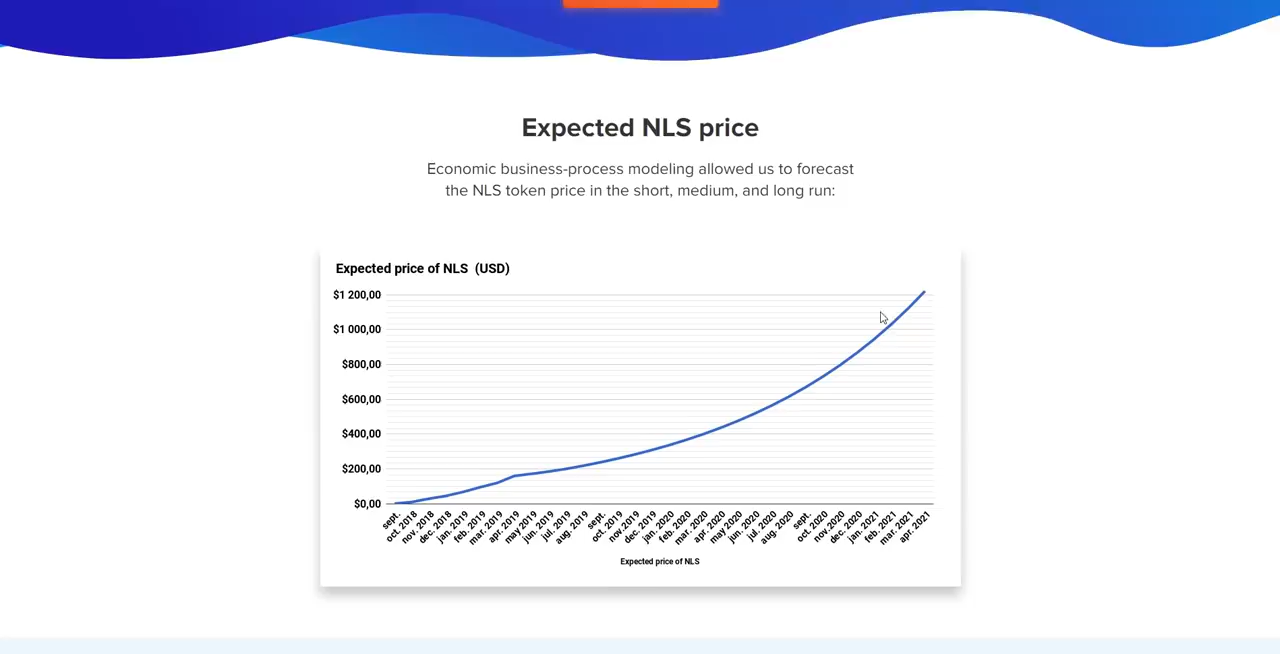 Expected NLS price
Economic business-process modeling allowed us to forecast
the NLS token price in the short, medium, and long run:
Expected price of NLS (USD)
$1 200,00
$1 000,00
$800,00
$600,00
$400,00
$200,00
$0,00
sept.
oct. 2018
nov. 2018
dec. 2018
jan. 2019
feb. 2019
mar. 2019
apr. 2019
may 2019
jun. 2019
jul. 2019
aug. 2019
sept.
oct. 2019
nov.2019
dec. 2019
jan. 2020
feb. 2020
mar. 2020
apr. 2020
may 2020
jun. 2020
jul. 2020
aug. 2020
sept.
oct. 2020
nov.2020
dec. 2020
jan. 2021
feb. 2021
mar. 2021
apr. 2021
Expected price of NLS